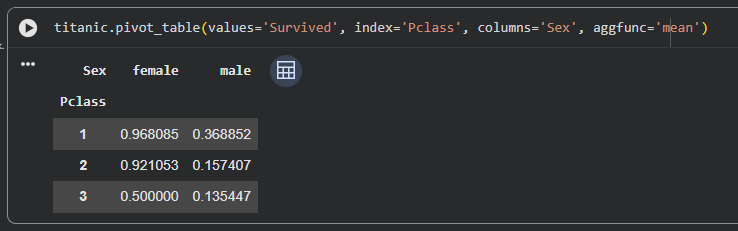 titanic.pivot_table(values='Survived', index='Pclass', columns='Sex', aggfunc='mean')
Sex female male
Pclass
1 0.968085 0.368852
2 0.921053 0.157407
3 0.500000 0.135447